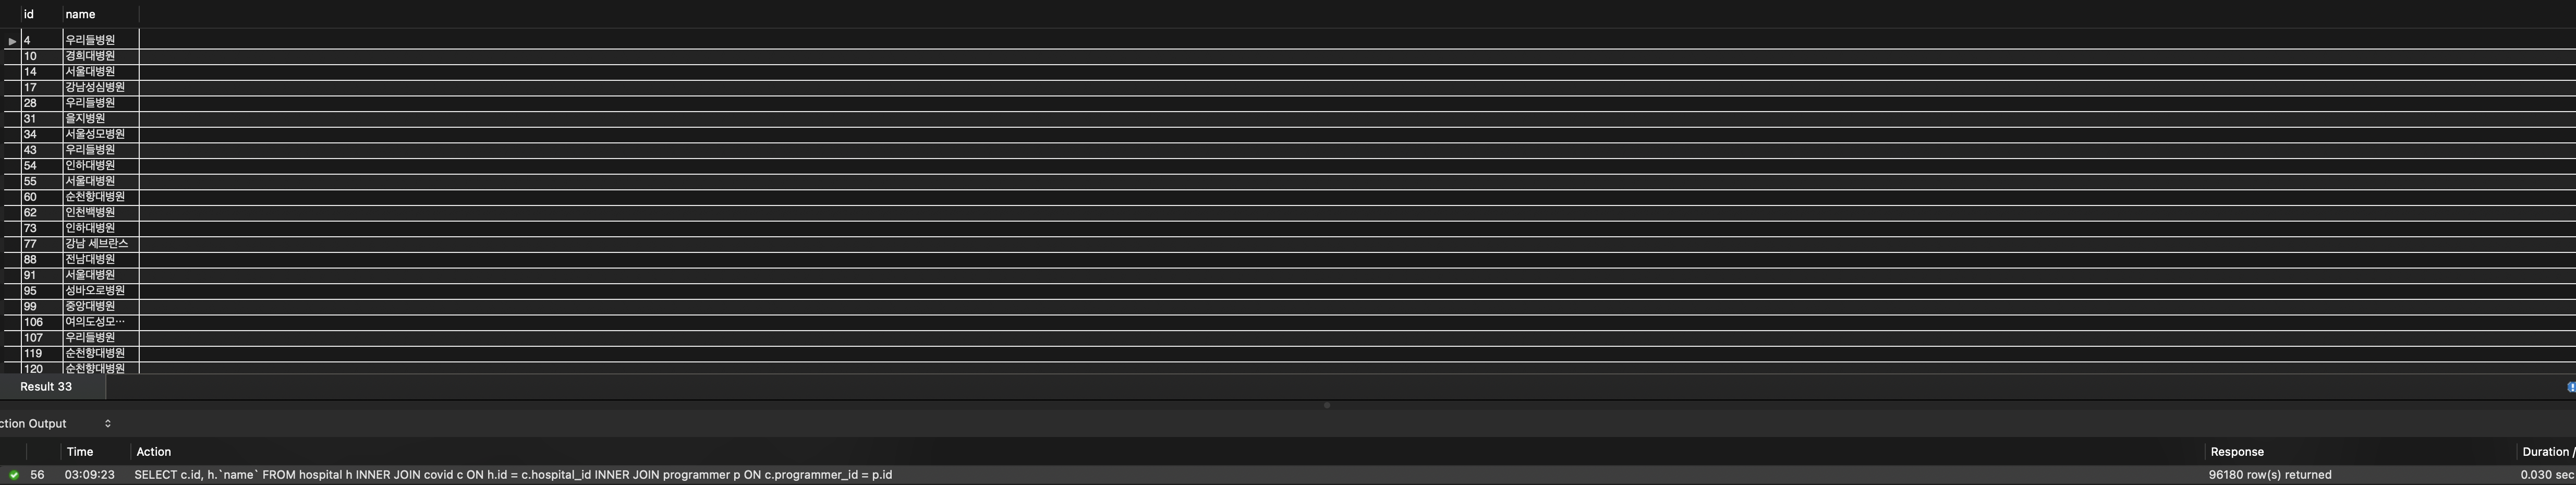 id name
4 우리들병원
10 경희대병원
14 서울대병원
17 강남성심병원
28 우리들병원
31 을지병원
34 서울성모병원
43 우리들병원
54 인하대병원
55 서울대병원
60 순천향대병원
62 인천백병원
73 인하대병원
77 강남 세브란스
88 전남대병원
91 서울대병원
95 성바오로병원
99 중앙대병원
106 여의도성모…
107 우리들병원
119 순천향대병원
120 순천향대병원
Result 33
ction Output
Time Action Response Duration /
56 03:09:23 SELECT c.id, h.`name` FROM hospital h INNER JOIN covid c ON h.id = c.hospital_id INNER JOIN programmer p ON c.programmer_id = p.id 96180 row(s) returned 0.030 sec